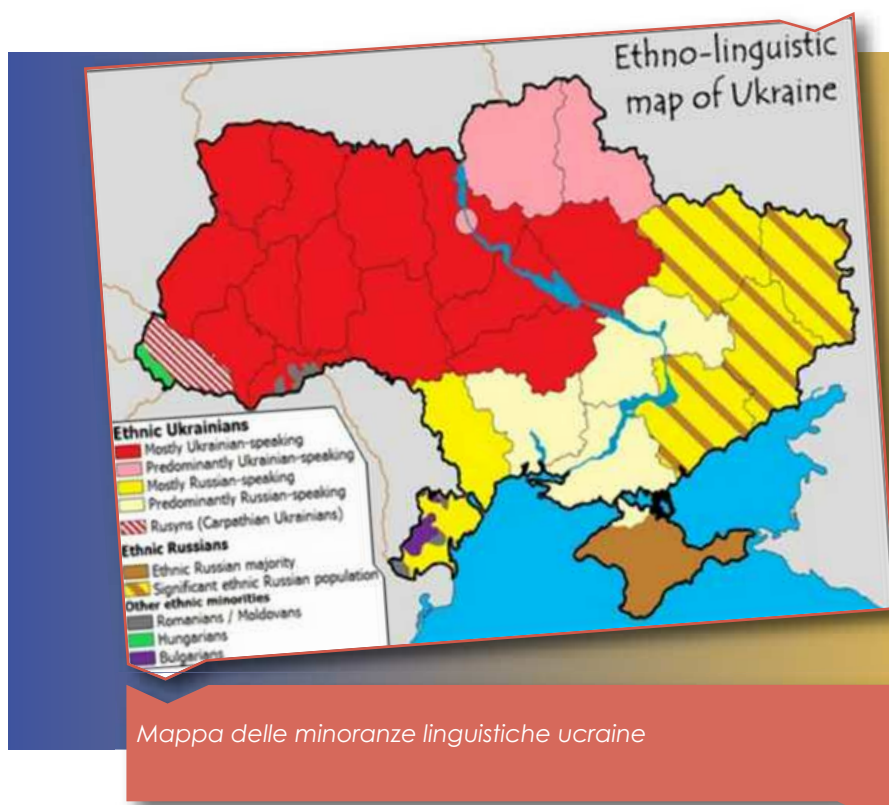 Ethno-linguistic
map of Ukraine
Ethnic Ukrainians
Mostly Ukrainian-speaking
Predominantly Ukrainian-speaking
Mostly Russian-speaking
Predominantly Russian-speaking
Rusyns (Carpathian Ukrainians)
Ethnic Russians
Ethnic Russian majority
Significant ethnic Russian population
Other ethnic minorities
Romanians / Moldovans
Hungarians
Bulgarians
Mappa delle minoranze linguistiche ucraine